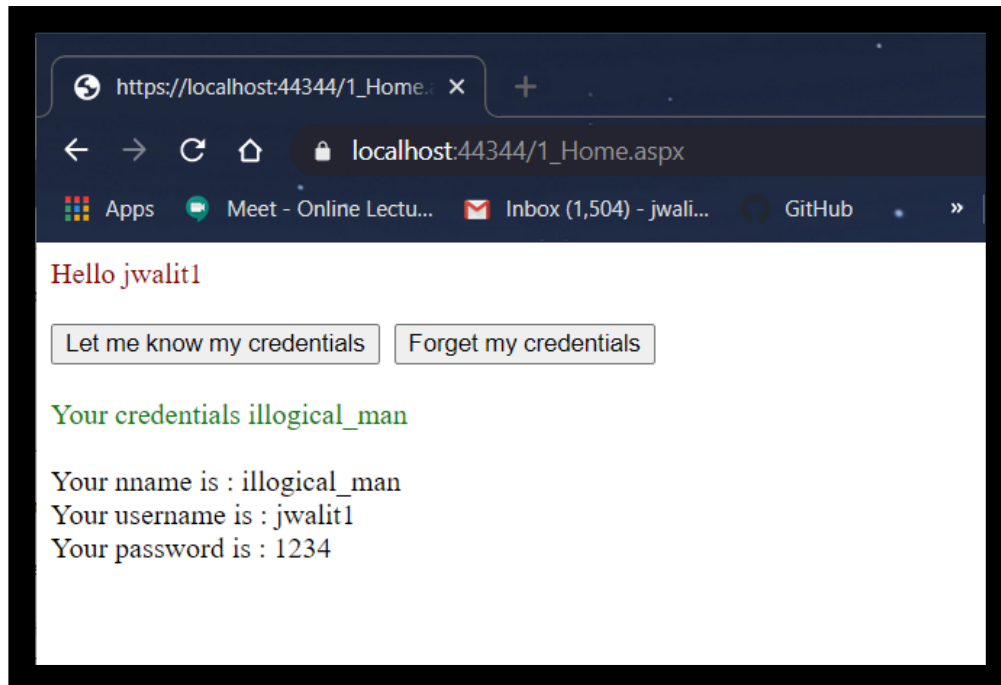 https://localhost:44344/1_Home.a
localhost:44344/1_Home.aspx
Apps Meet - Online Lectu... Inbox (1,504) - jwali... GitHub »
Hello jwalit1
Let me know my credentials Forget my credentials
Your credentials illogical_man
Your nname is : illogical_man
Your username is : jwalit1
Your password is : 1234